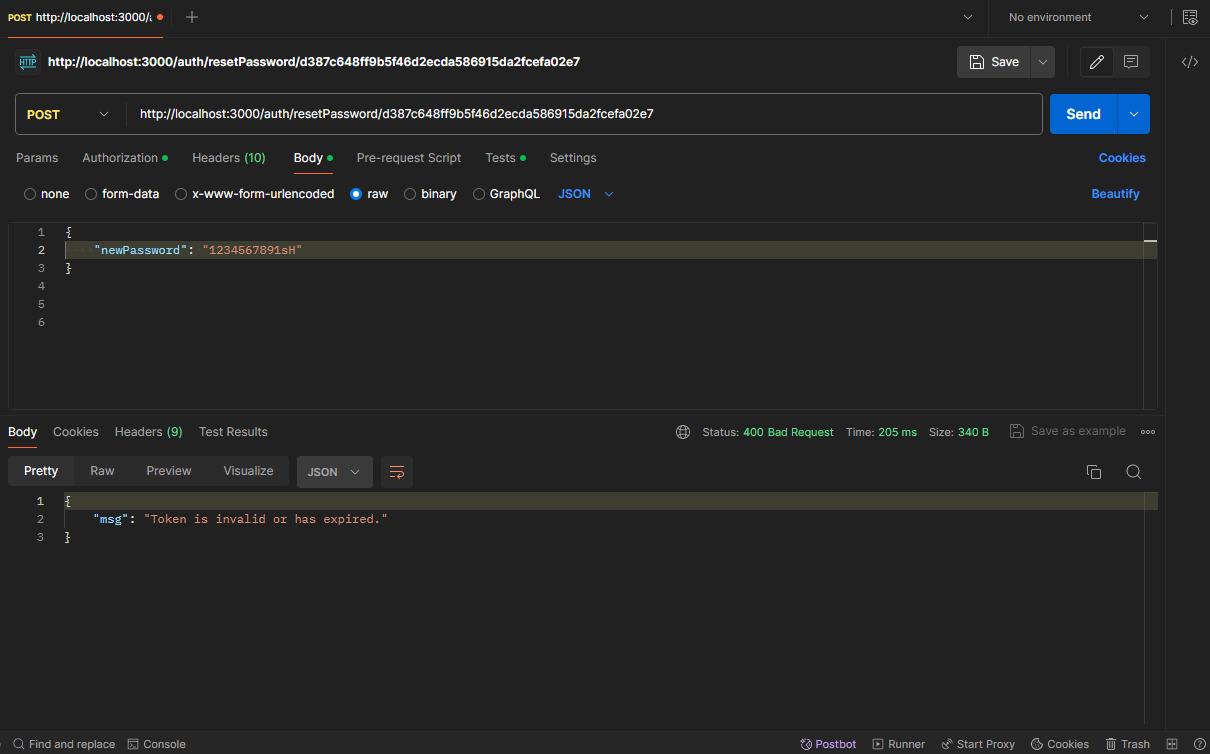 POST http://localhost:3000/a
No environment
HTTP http://localhost:3000/auth/resetPassword/d387c648ff9b5f46d2ecda586915da2fcefa02e7
Save
POST http://localhost:3000/auth/resetPassword/d387c648ff9b5f46d2ecda586915da2fcefa02e7
Send
Params Authorization Headers (10) Body Pre-request Script Tests Settings Cookies
none form-data x-www-form-urlencoded raw binary GraphQL JSON Beautify
1 {
2 "newPassword": "1234567891sH"
3 }
4
5
6
Body Cookies Headers (9) Test Results Status: 400 Bad Request Time: 205 ms Size: 340 B Save as example
Pretty Raw Preview Visualize JSON
1 {
2 "msg": "Token is invalid or has expired."
3 }
Find and replace Console Postbot Runner Start Proxy Cookies Trash